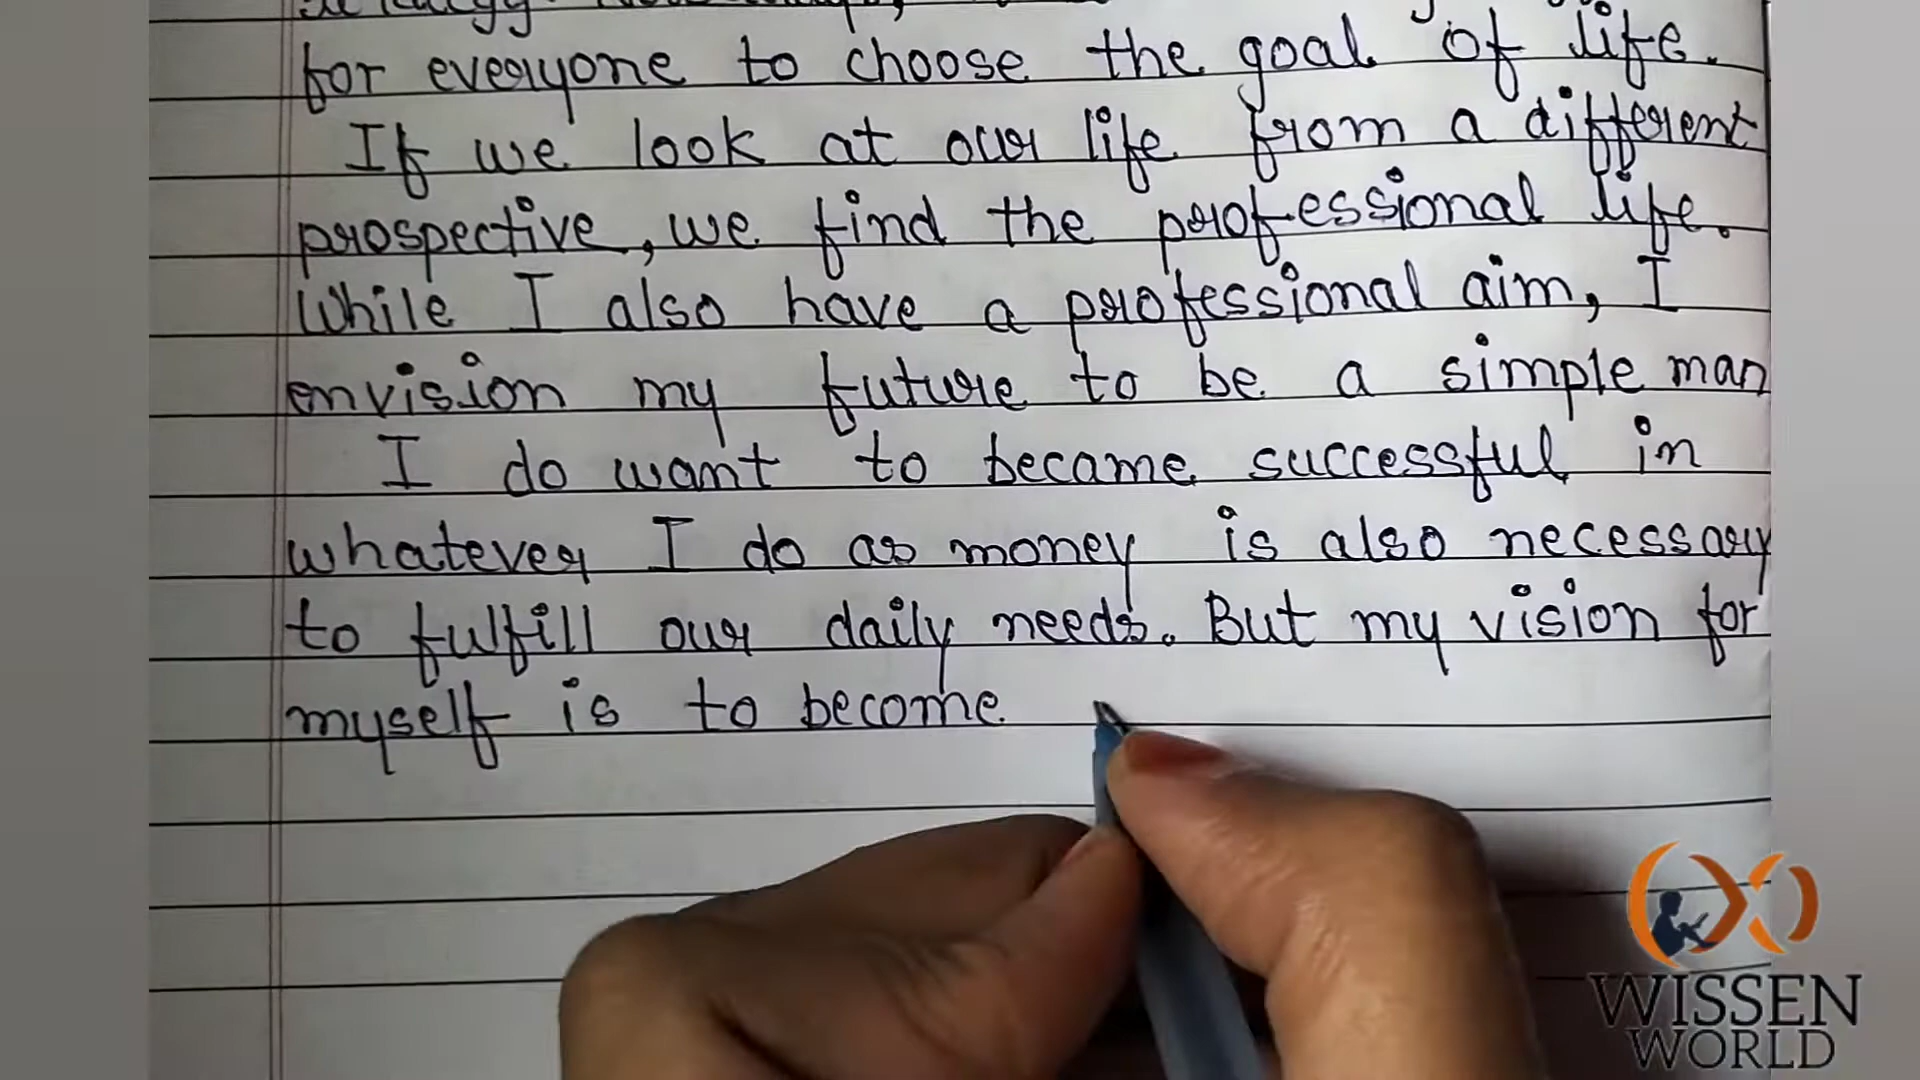 for everyone to choose the goal of life.
If we look at our life from a different
prospective, we find the professional life.
While I also have a professional aim, I
envision my future to be a simple man
I do want to became successful in
whatever I do as money is also necessary
to fulfill our daily needs. But my vision for
myself is to become
WISSEN
WORLD